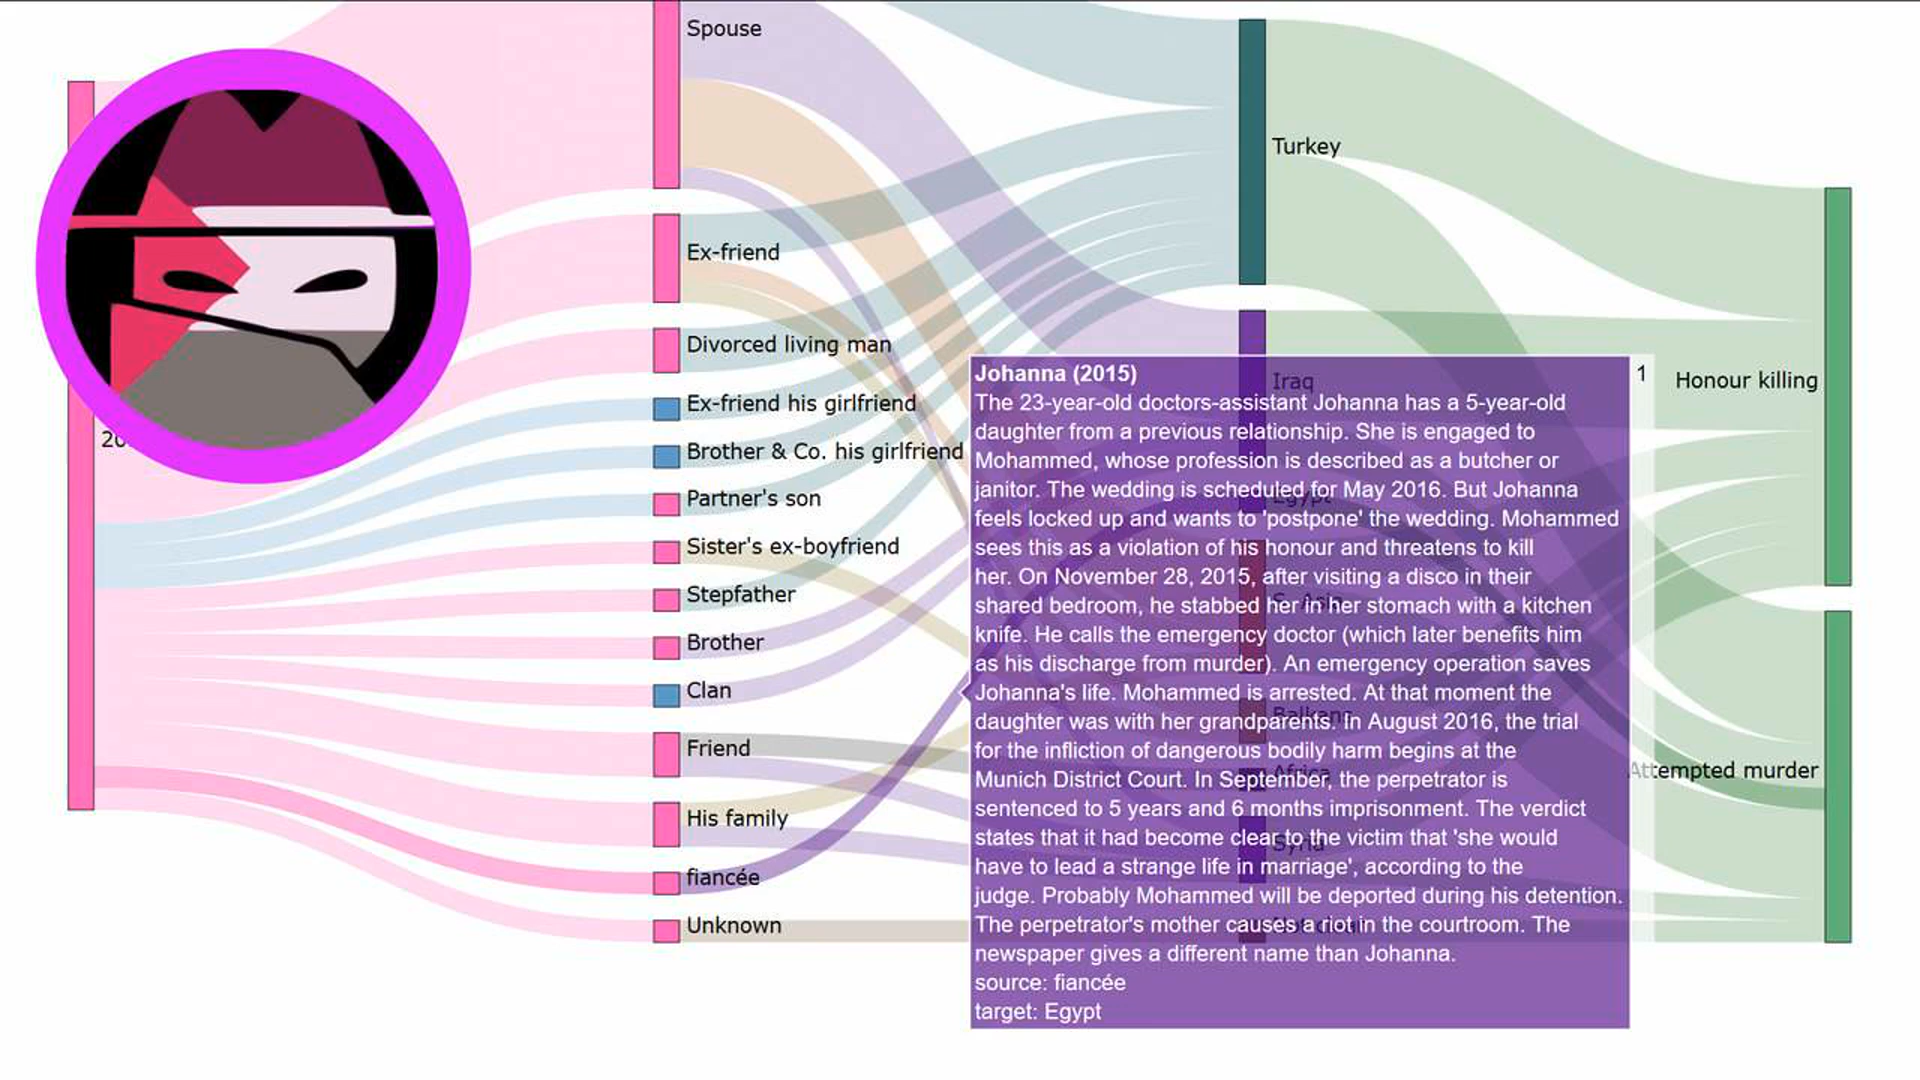 Spouse
Ex-friend
Divorced living man
Ex-friend his girlfriend
Brother & Co. his girlfriend
Partner's son
Sister's ex-boyfriend
Stepfather
Brother
Clan
Friend
His family
fiancée
Unknown
Turkey
Iraq
Egypt
S. Asia
Balkans
Africa
Syria
Honour killing
Attempted murder
Johanna (2015)
The 23-year-old doctors-assistant Johanna has a 5-year-old
daughter from a previous relationship. She is engaged to
Mohammed, whose profession is described as a butcher or
janitor. The wedding is scheduled for May 2016. But Johanna
feels locked up and wants to 'postpone' the wedding. Mohammed
sees this as a violation of his honour and threatens to kill
her. On November 28, 2015, after visiting a disco in their
shared bedroom, he stabbed her in her stomach with a kitchen
knife. He calls the emergency doctor (which later benefits him
as his discharge from murder). An emergency operation saves
Johanna's life. Mohammed is arrested. At that moment the
daughter was with her grandparents. In August 2016, the trial
for the infliction of dangerous bodily harm begins at the
Munich District Court. In September, the perpetrator is
sentenced to 5 years and 6 months imprisonment. The verdict
states that it had become clear to the victim that 'she would
have to lead a strange life in marriage', according to the
judge. Probably Mohammed will be deported during his detention.
The perpetrator's mother causes a riot in the courtroom. The
newspaper gives a different name than Johanna.
source: fiancée
target: Egypt
1